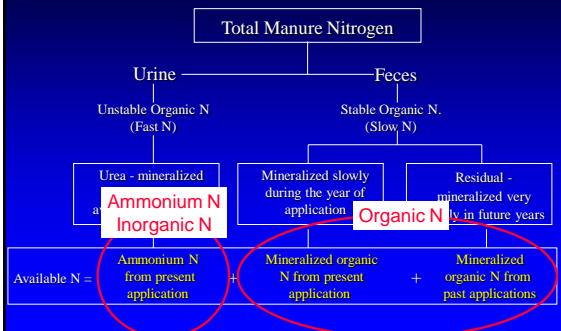 Total Manure Nitrogen
Urine
Feces
Unstable Organic N
(Fast N)
Stable Organic N.
(Slow N)
Urea - mineralized
Ammonium N
Inorganic N
Mineralized slowly
during the year of
application
Residual -
mineralized very
in future years
Organic N
Available N =
Ammonium N
from present
application
+
Mineralized organic
N from present
application
+
Mineralized
organic N from
past applications